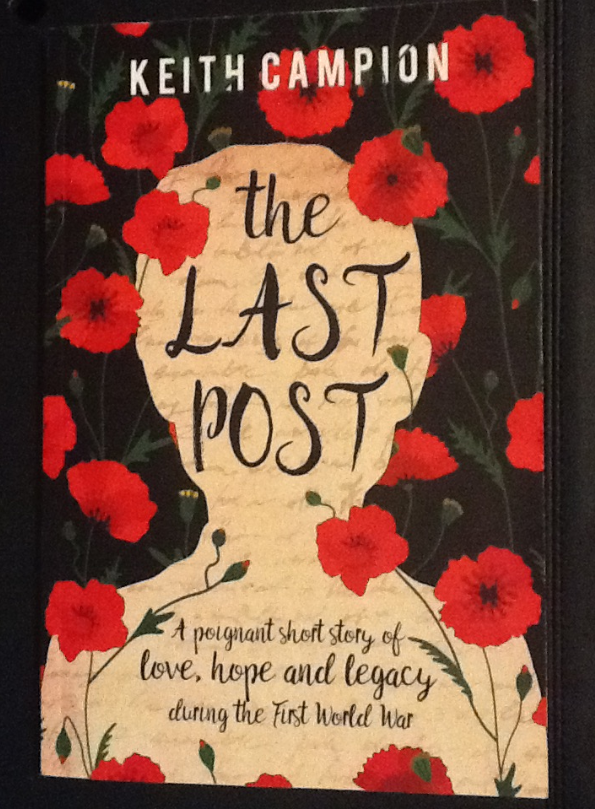 KEITH CAMPION
the
LAST
POST
A poignant short story of
love, hope and legacy
during the First World War